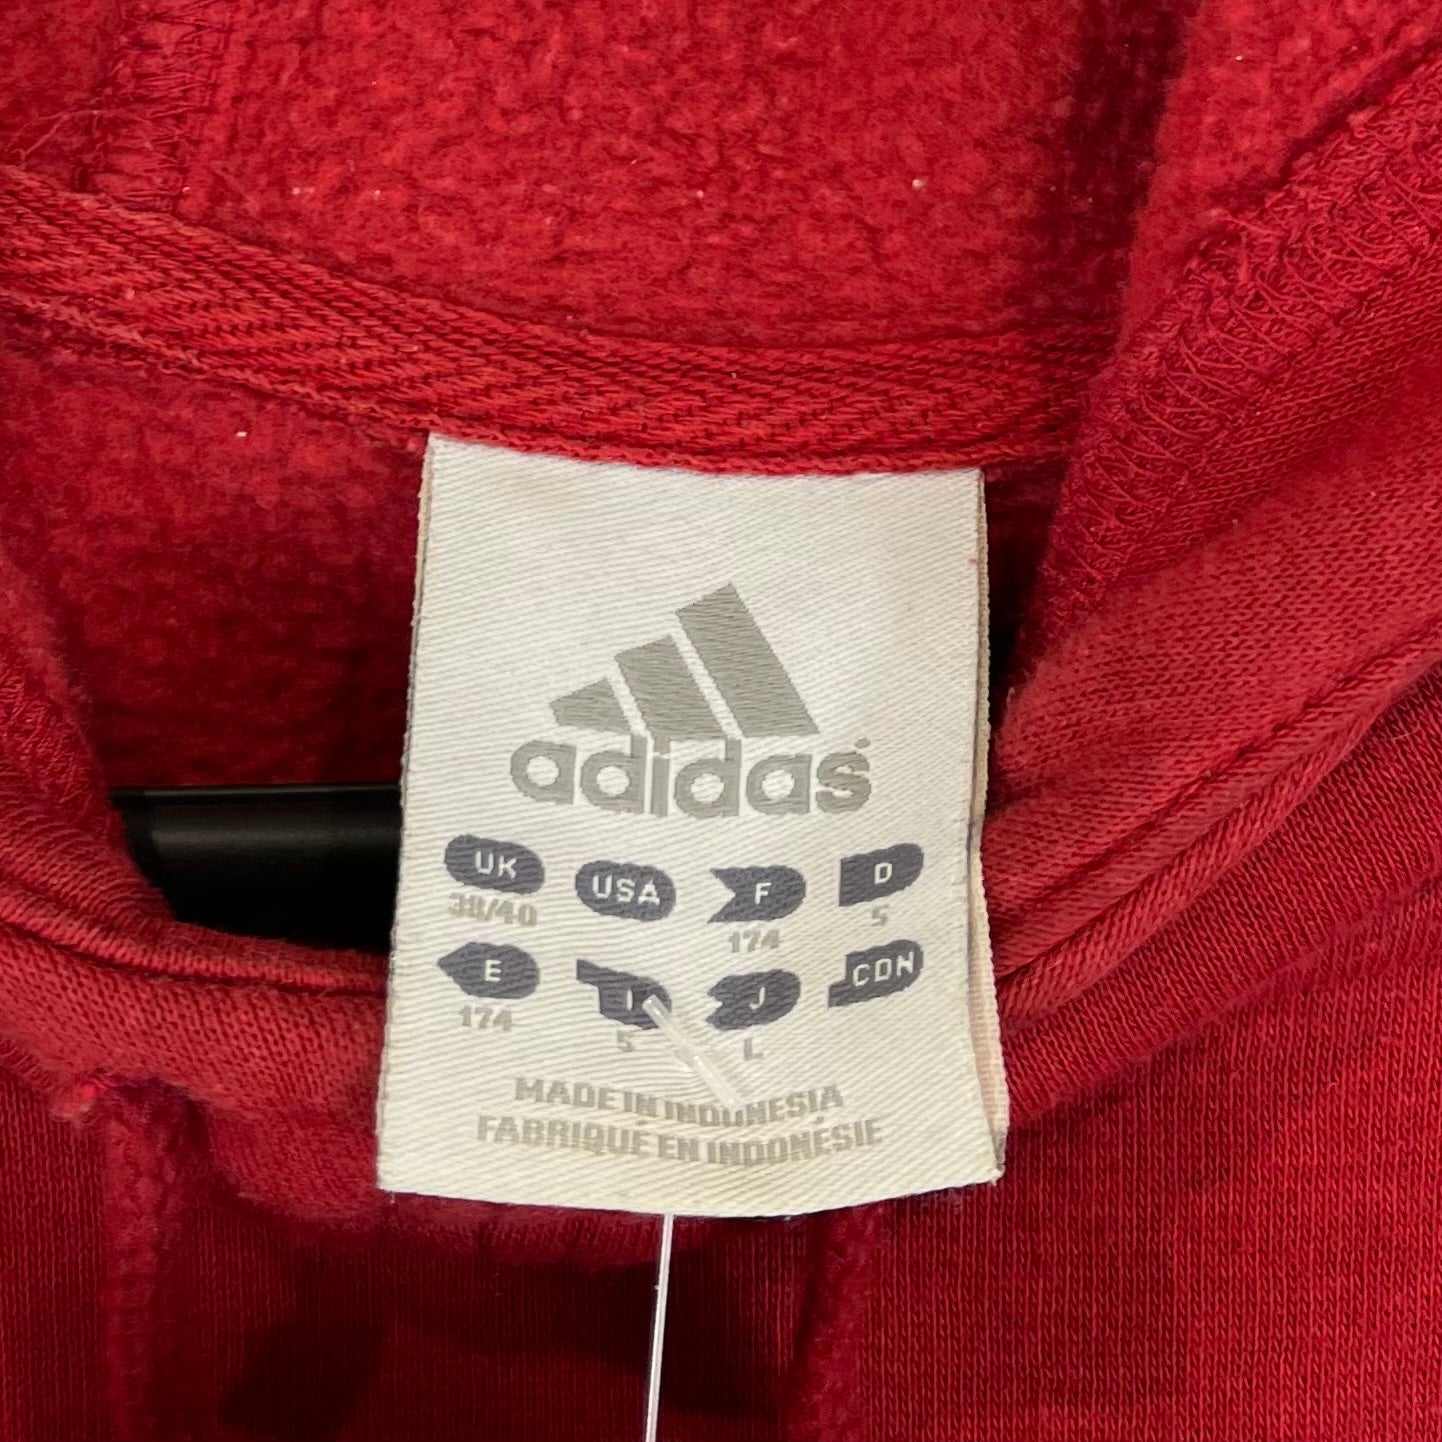 adidas
UK USA F D
38/40 174 5
E I J CDN
174 5 L
MADE IN INDONESIA
FABRIQUÉ EN INDONÉSIE